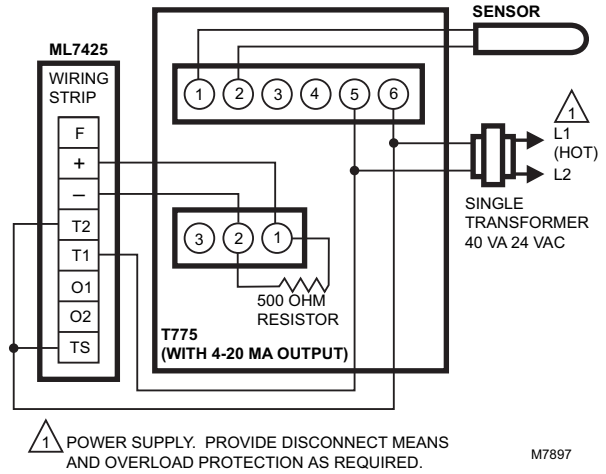 SENSOR
ML7425
WIRING
STRIP
F
+
–
T2
T1
O1
O2
TS
1 2 3 4 5 6
3 2 1
500 OHM
RESISTOR
T775
(WITH 4-20 MA OUTPUT)
1
L1
(HOT)
L2
SINGLE
TRANSFORMER
40 VA 24 VAC
1 POWER SUPPLY. PROVIDE DISCONNECT MEANS
AND OVERLOAD PROTECTION AS REQUIRED.
M7897